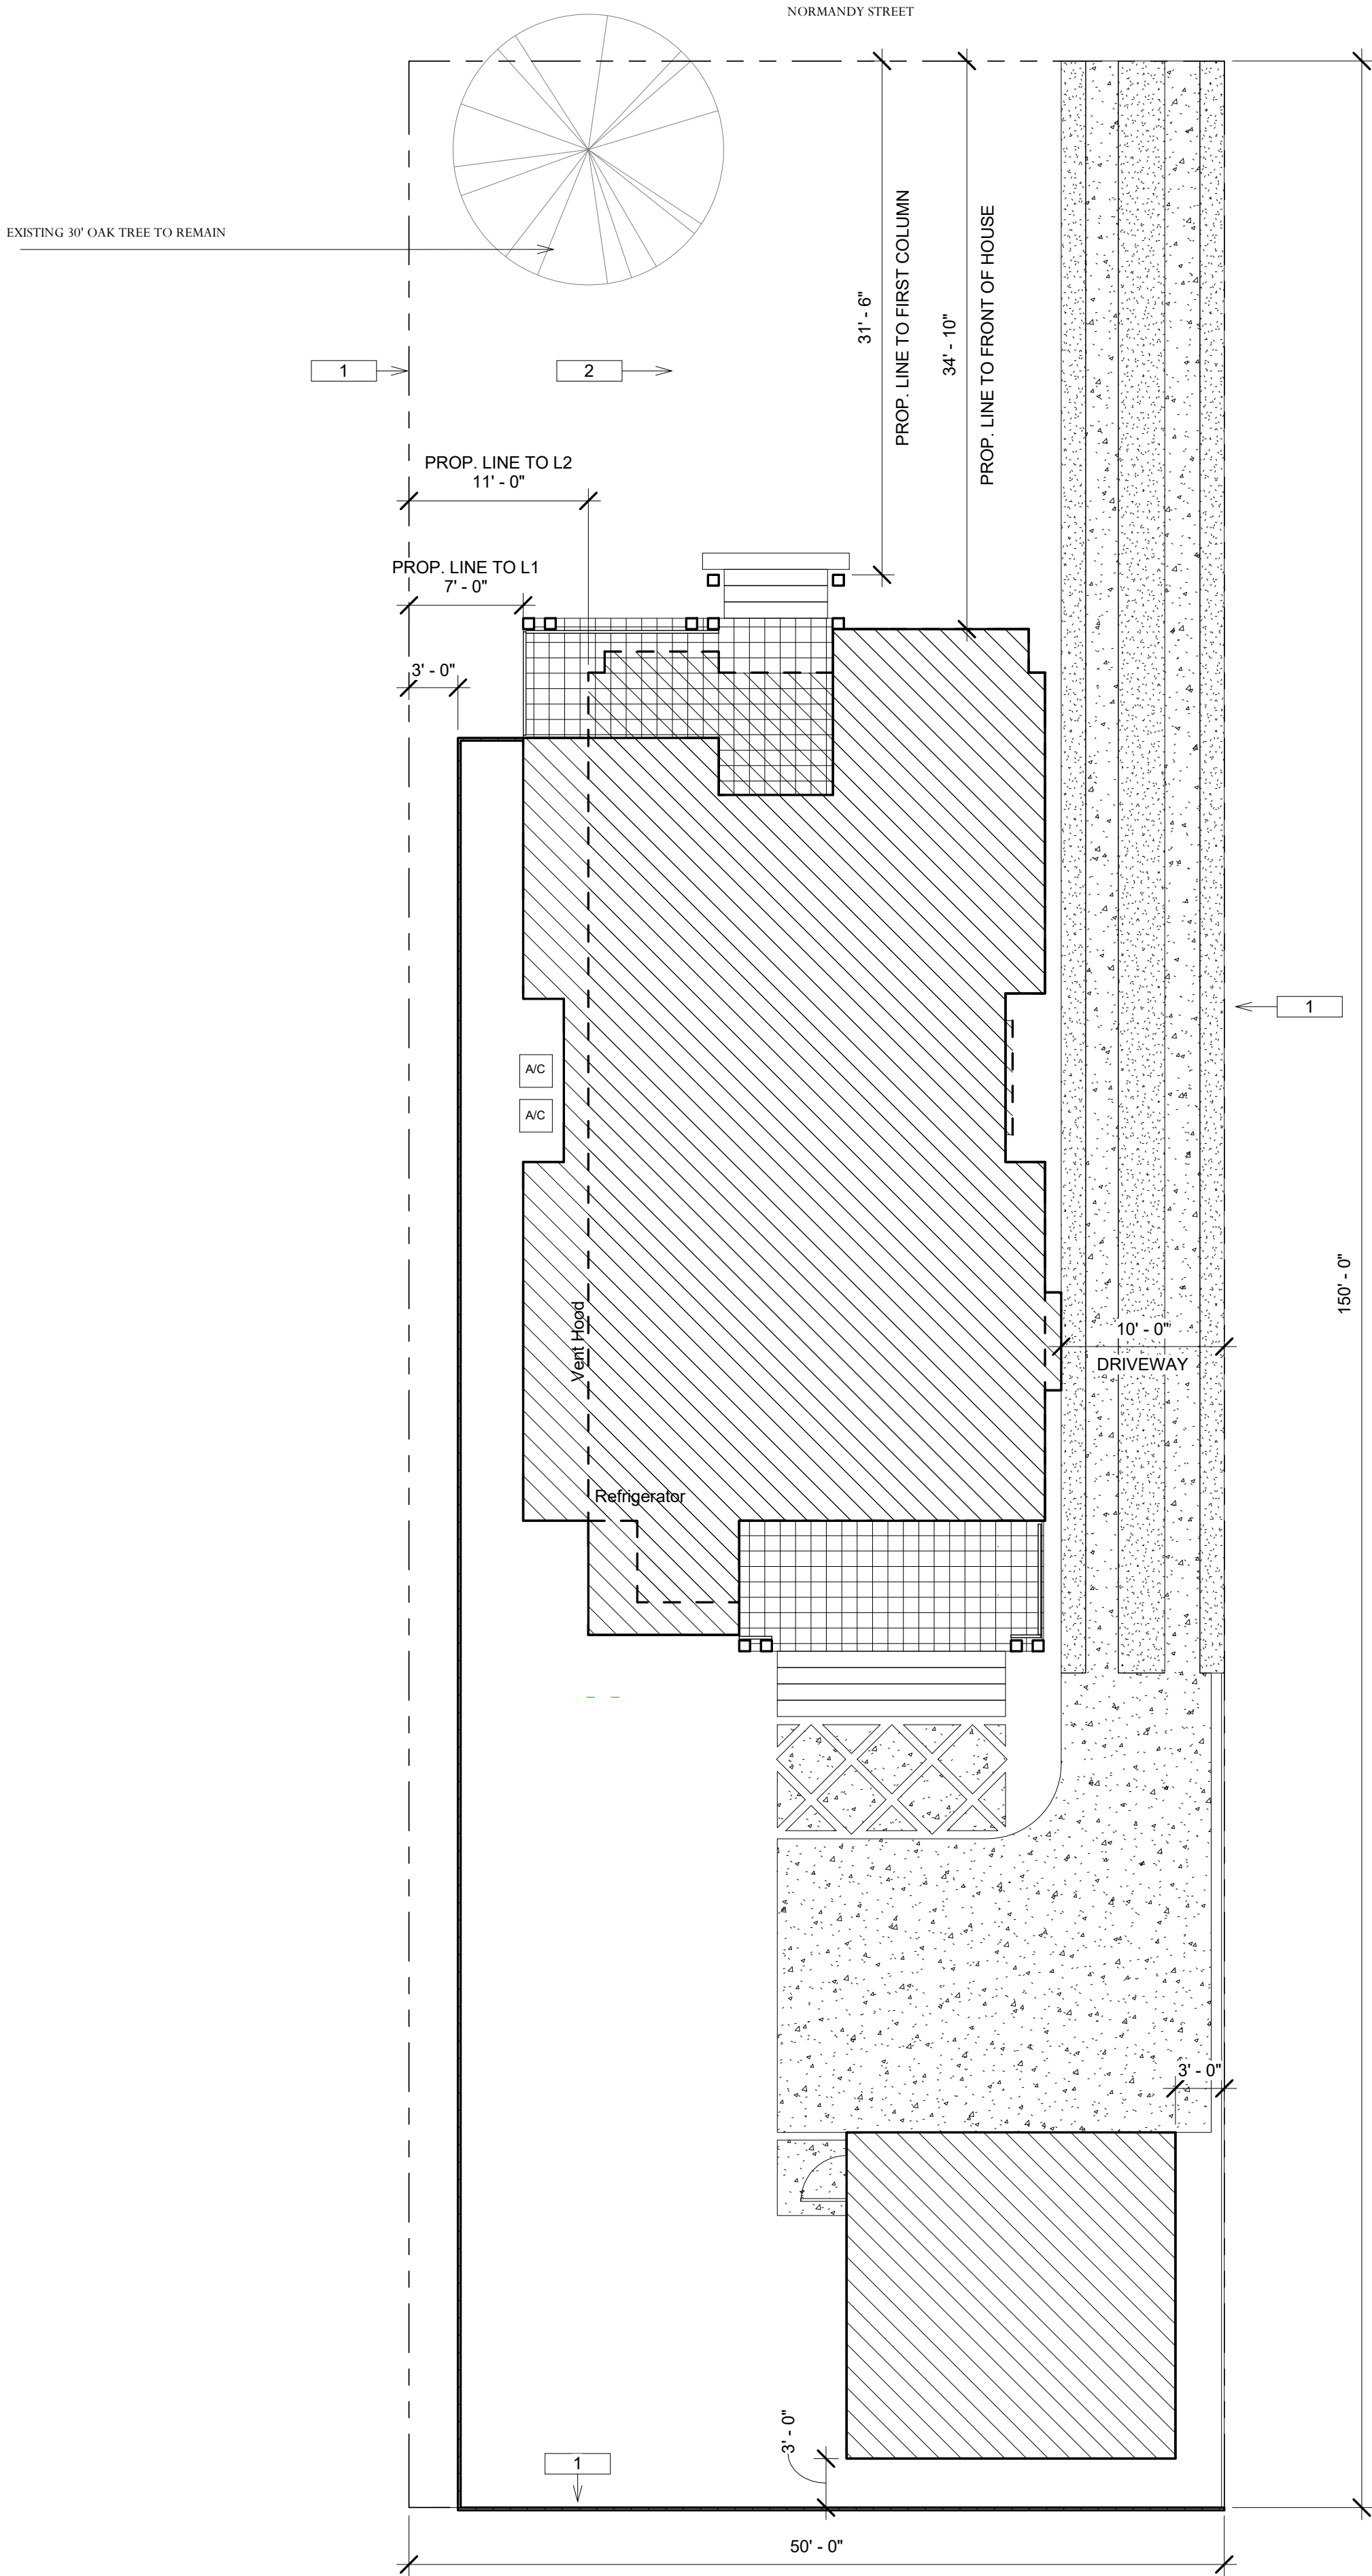 NORMANDY STREET
EXISTING 30' OAK TREE TO REMAIN
31' - 6"
PROP. LINE TO FIRST COLUMN
34' - 10"
PROP. LINE TO FRONT OF HOUSE
1
2
PROP. LINE TO L2
11' - 0"
PROP. LINE TO L1
7' - 0"
3' - 0"
1
A/C
A/C
150' - 0"
Vent Hood
10' - 0"
DRIVEWAY
Refrigerator
3' - 0"
3' - 0"
1
50' - 0"